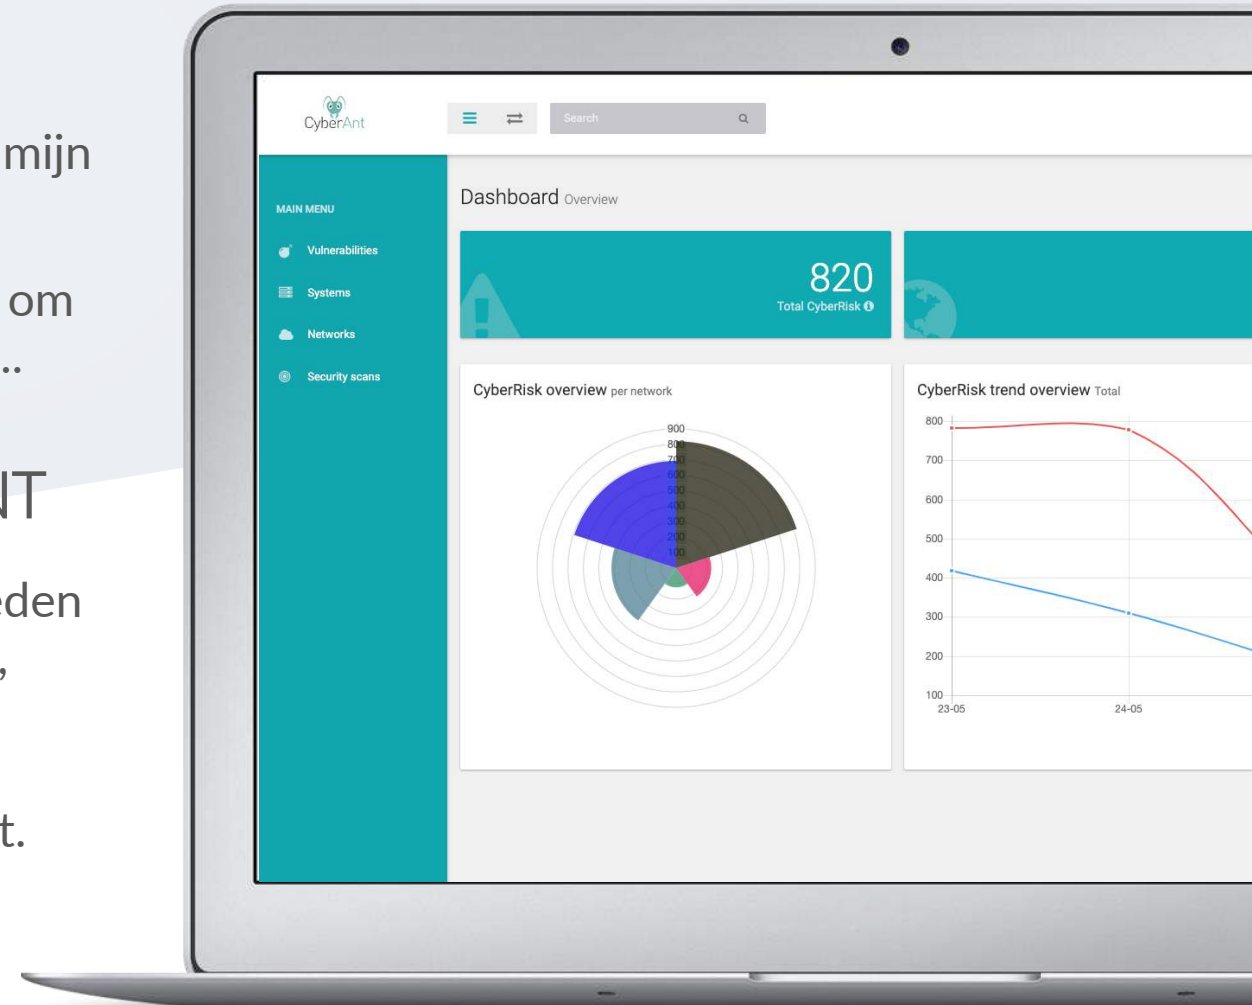 mijn
om
..
NT
eden
,
t.
CyberAnt
Search
MAIN MENU
Vulnerabilities
Systems
Networks
Security scans
Dashboard Overview
820
Total CyberRisk
CyberRisk overview per network
900
800
700
600
500
400
300
200
100
CyberRisk trend overview Total
800
700
600
500
400
300
200
100
23-05
24-05